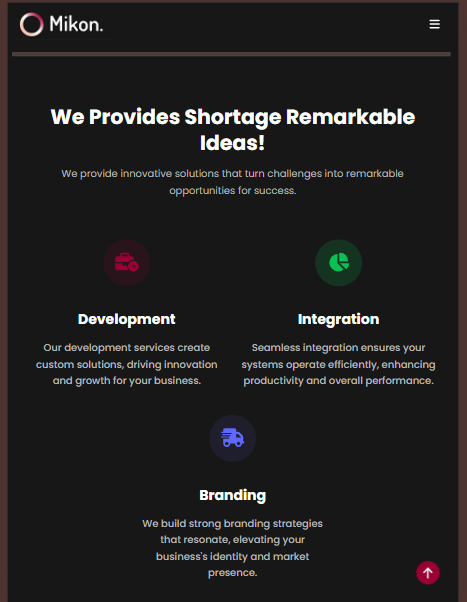 Mikon.
We Provides Shortage Remarkable
Ideas!
We provide innovative solutions that turn challenges into remarkable
opportunities for success.
Development
Our development services create
custom solutions, driving innovation
and growth for your business.
Integration
Seamless integration ensures your
systems operate efficiently, enhancing
productivity and overall performance.
Branding
We build strong branding strategies
that resonate, elevating your
business's identity and market
presence.